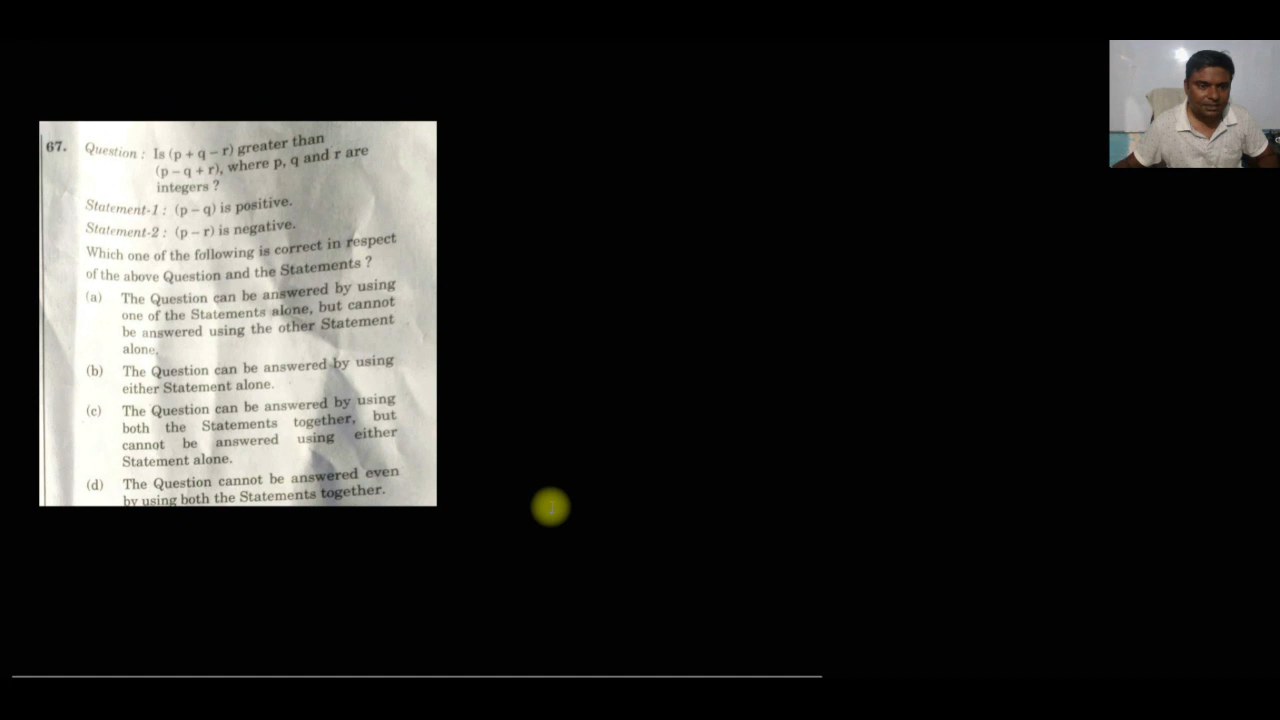 67. Question : Is (p + q – r) greater than
(p – q + r), where p, q and r are
integers ?
Statement-1 : (p – q) is positive.
Statement-2 : (p – r) is negative.
Which one of the following is correct in respect
of the above Question and the Statements ?
(a) The Question can be answered by using
one of the Statements alone, but cannot
be answered using the other Statement
alone.
(b) The Question can be answered by using
either Statement alone.
(c) The Question can be answered by using
both the Statements together, but
cannot be answered using either
Statement alone.
(d) The Question cannot be answered even
by using both the Statements together.